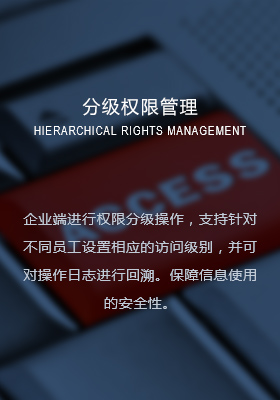 分级权限管理
HIERARCHICAL RIGHTS MANAGEMENT
ACCESS
企业端进行权限分级操作，支持针对
不同员工设置相应的访问级别，并可
对操作日志进行回溯。保障信息使用
的安全性。